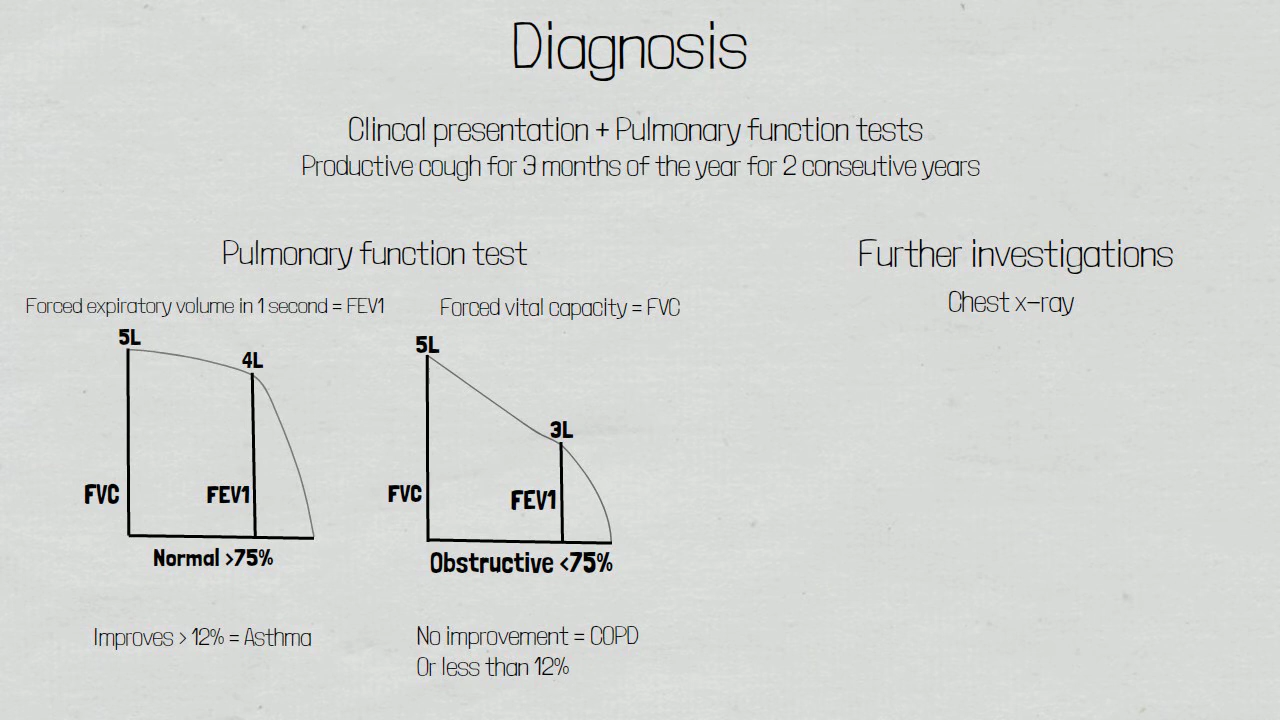 Diagnosis
Clincal presentation + Pulmonary function tests
Productive cough for 3 months of the year for 2 conseutive years
Pulmonary function test
Further investigations
Forced expiratory volume in 1 second = FEV1
Forced vital capacity = FVC
Chest x-ray
5L
4L
FVC
FEV1
Normal >75%
5L
3L
FVC
FEV1
Obstructive <75%
Improves > 12% = Asthma
No improvement = COPD
Or less than 12%